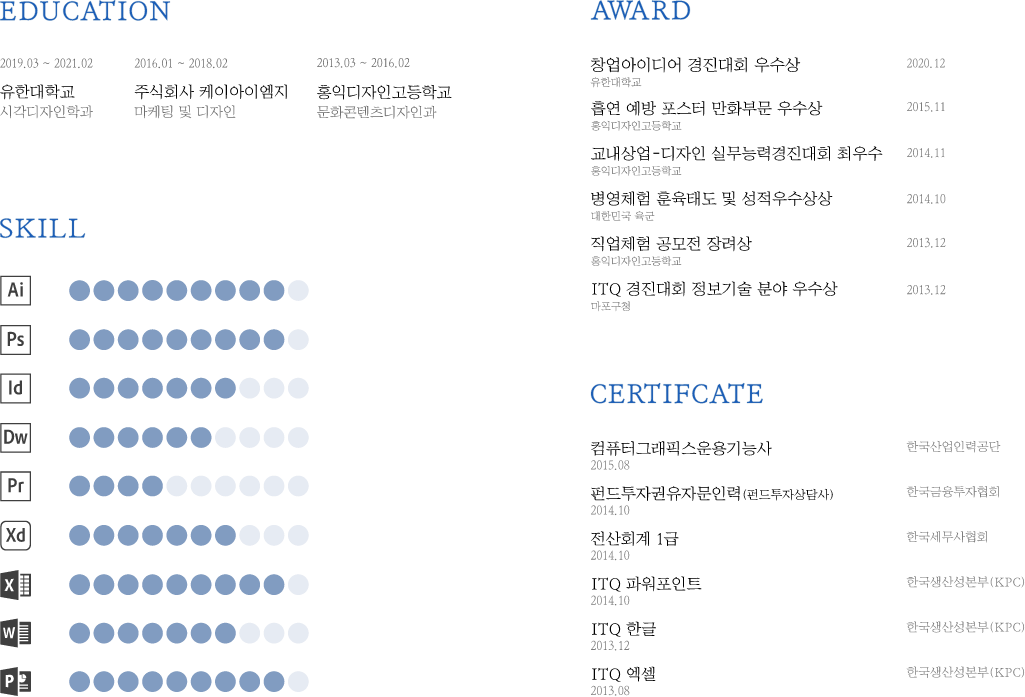 EDUCATION
2019.03 ~ 2021.02
유한대학교
시각디자인학과
2016.01 ~ 2018.02
주식회사 케이아이엠지
마케팅 및 디자인
2013.03 ~ 2016.02
홍익디자인고등학교
문화콘텐츠디자인과
SKILL
Ai
Ps
Id
Dw
Pr
Xd
X
W
P
AWARD
창업아이디어 경진대회 우수상 2020.12
유한대학교
흡연 예방 포스터 만화부문 우수상 2015.11
홍익디자인고등학교
교내상업-디자인 실무능력경진대회 최우수 2014.11
홍익디자인고등학교
병영체험 훈육태도 및 성적우수상상 2014.10
대한민국 육군
직업체험 공모전 장려상 2013.12
홍익디자인고등학교
ITQ 경진대회 정보기술 분야 우수상 2013.12
마포구청
CERTIFCATE
컴퓨터그래픽스운용기능사 한국산업인력공단
2015.08
펀드투자권유자문인력(펀드투자상담사) 한국금융투자협회
2014.10
전산회계 1급 한국세무사협회
2014.10
ITQ 파워포인트 한국생산성본부(KPC)
2014.10
ITQ 한글 한국생산성본부(KPC)
2013.12
ITQ 엑셀 한국생산성본부(KPC)
2013.08